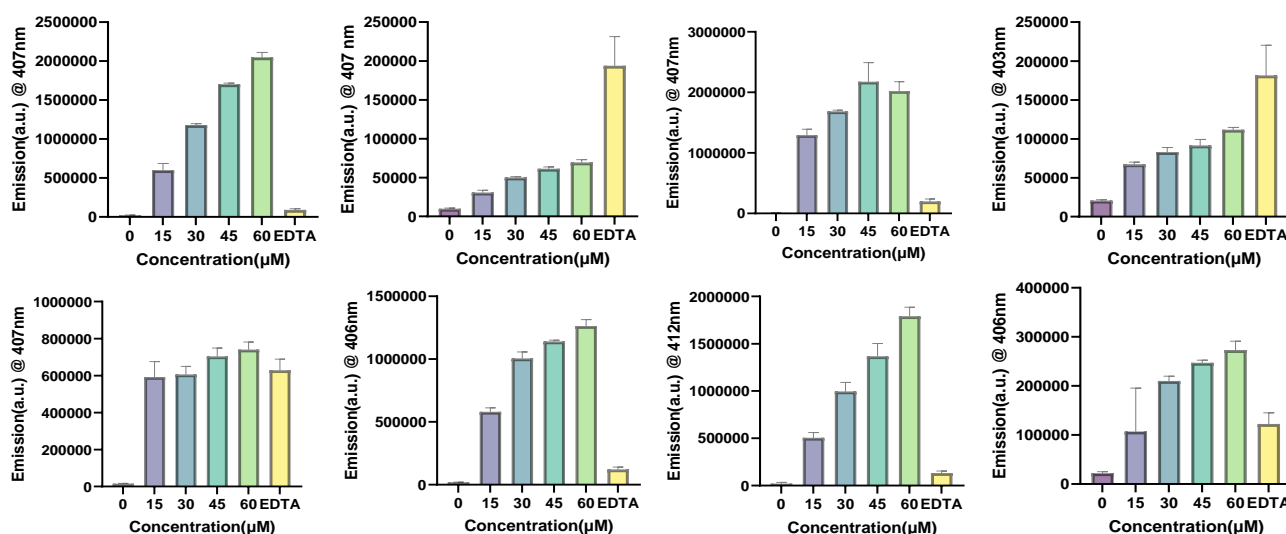 Emission(a.u.) @ 407nm
2500000
2000000
1500000
1000000
500000
0
0 15 30 45 60 EDTA
Concentration(µM)
Emission(a.u.) @ 407 nm
250000
200000
150000
100000
50000
0
0 15 30 45 60 EDTA
Concentration(µM)
Emission(a.u.) @ 407nm
3000000
2000000
1000000
0
0 15 30 45 60 EDTA
Concentration(µM)
Emission(a.u.) @ 403nm
250000
200000
150000
100000
50000
0
0 15 30 45 60 EDTA
Concentration(µM)
Emission(a.u.) @ 407nm
1000000
800000
600000
400000
200000
0
0 15 30 45 60 EDTA
Concentration(µM)
Emission(a.u.) @ 406nm
1500000
1000000
500000
0
0 15 30 45 60 EDTA
Concentration(µM)
Emission(a.u.) @ 412nm
2000000
1500000
1000000
500000
0
0 15 30 45 60 EDTA
Concentration(µM)
Emission(a.u.) @ 406nm
400000
300000
200000
100000
0
0 15 30 45 60 EDTA
Concentration(µM)